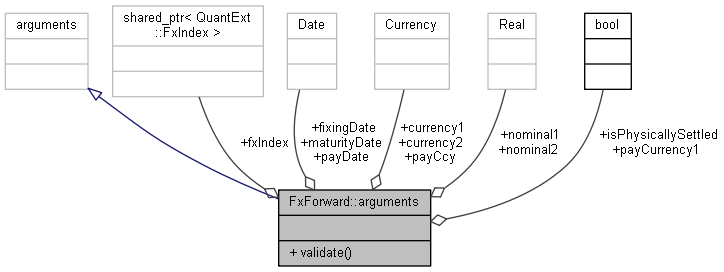 arguments
shared_ptr< QuantExt
::FxIndex >
Date
Currency
Real
bool
+fxIndex
+fixingDate
+maturityDate
+payDate
+currency1
+currency2
+payCcy
+nominal1
+nominal2
+isPhysicallySettled
+payCurrency1
FxForward::arguments
+ validate()